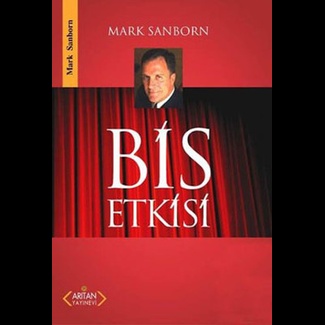 Mark Sanborn
MARK SANBORN
BİS
ETKİSİ
ARITAN
YAYINEVİ